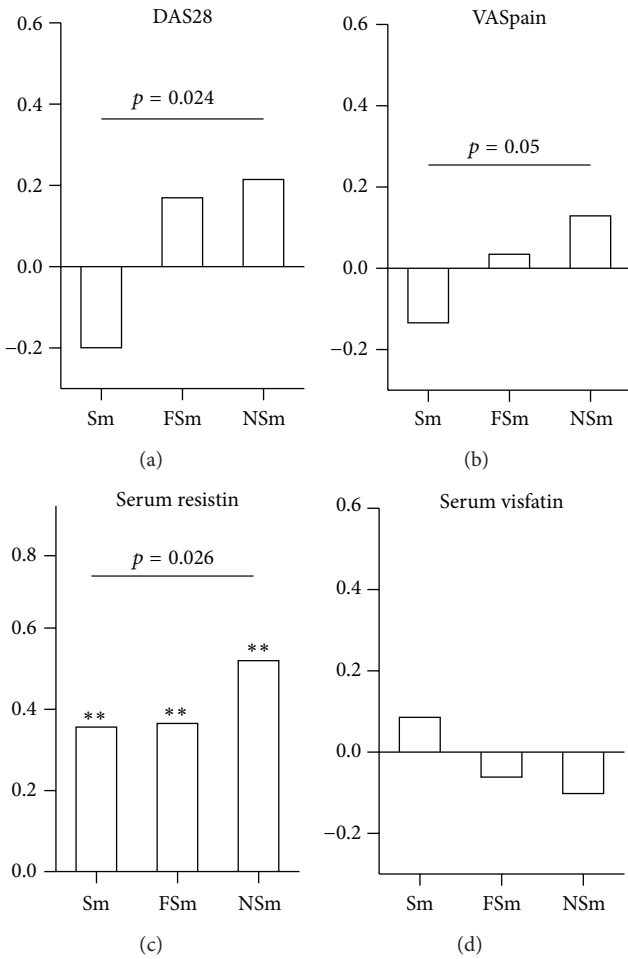 DAS28
0.6
0.4
p = 0.024
0.2
0.0
−0.2
Sm FSm NSm
(a)
VASpain
0.6
0.4
p = 0.05
0.2
0.0
−0.2
Sm FSm NSm
(b)
Serum resistin
0.8
p = 0.026
0.6
**
0.4
** **
0.2
0.0
Sm FSm NSm
(c)
Serum visfatin
0.6
0.4
0.2
0.0
−0.2
Sm FSm NSm
(d)